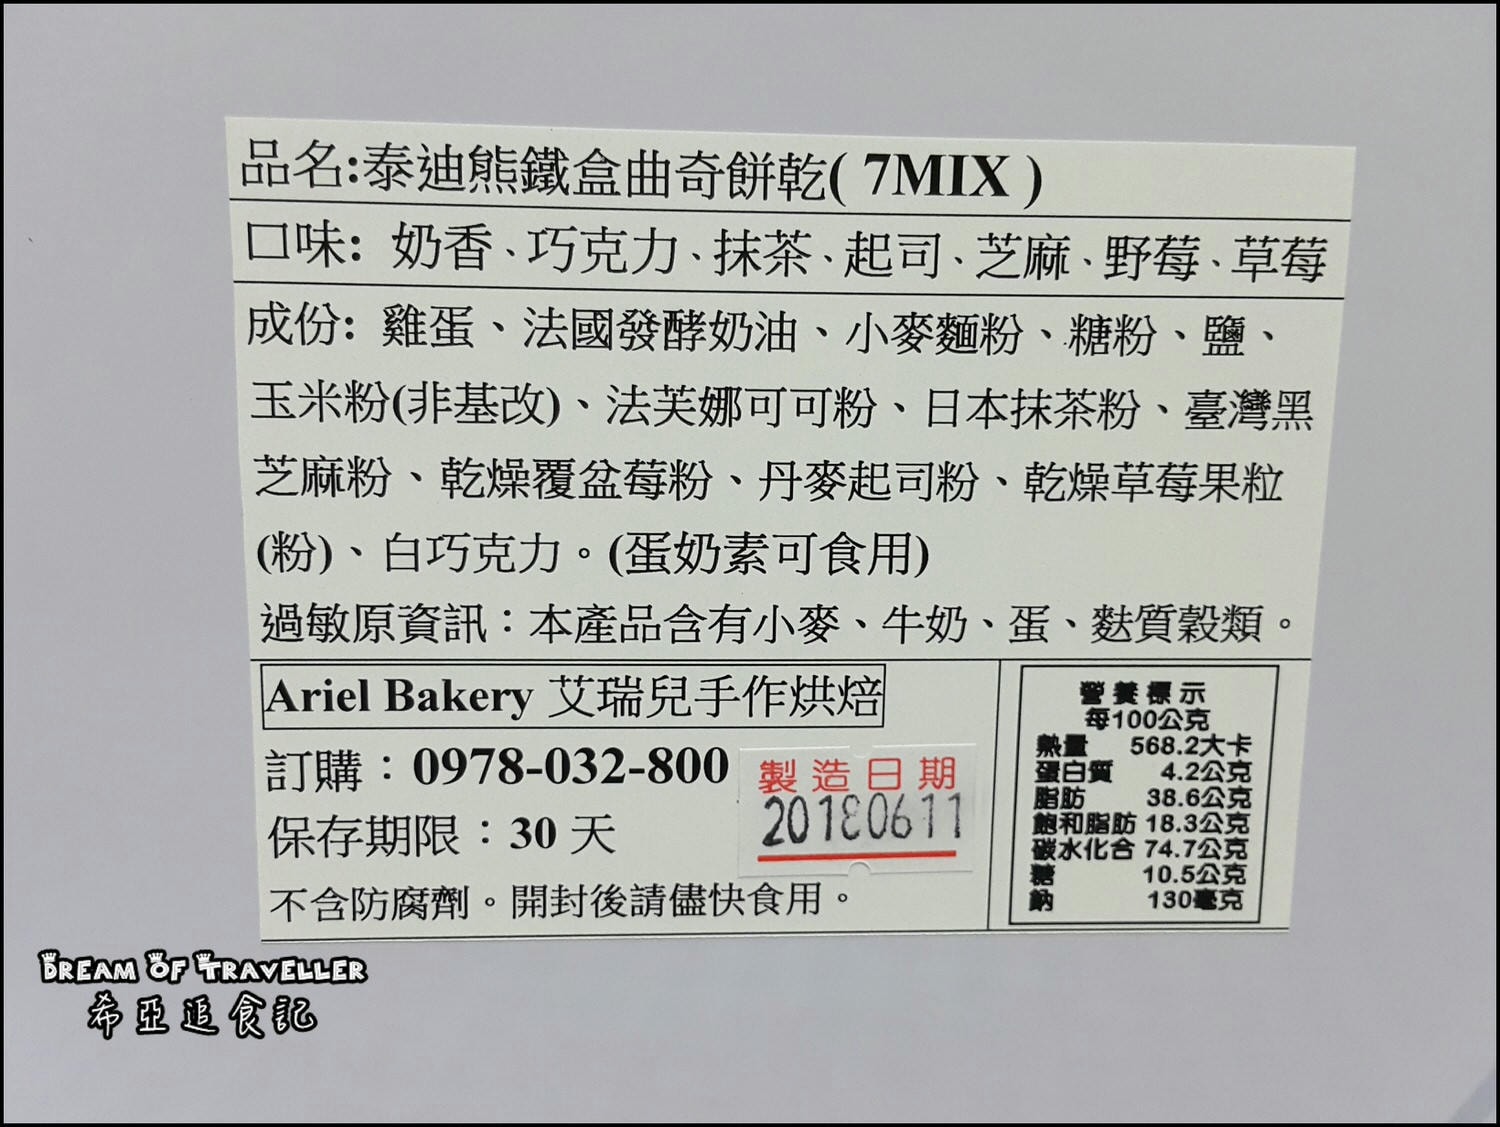 品名:泰迪熊鐵盒曲奇餅乾( 7MIX )
口味: 奶香、巧克力、抹茶、起司、芝麻、野莓、草莓
成份: 雞蛋、法國發酵奶油、小麥麵粉、糖粉、鹽、
玉米粉(非基改)、法芙娜可可粉、日本抹茶粉、臺灣黑
芝麻粉、乾燥覆盆莓粉、丹麥起司粉、乾燥草莓果粒
(粉)、白巧克力。(蛋奶素可食用)
過敏原資訊：本產品含有小麥、牛奶、蛋、麩質穀類。
Ariel Bakery 艾瑞兒手作烘焙
訂購：0978-032-800
保存期限：30 天
不含防腐劑。開封後請儘快食用。
製造日期
20180611
營養標示
每100公克
熱量 568.2大卡
蛋白質 4.2公克
脂肪 38.6公克
飽和脂肪 18.3公克
碳水化合 74.7公克
糖 10.5公克
鈉 130毫克
DREAM OF TRAVELLER
希亞追食記